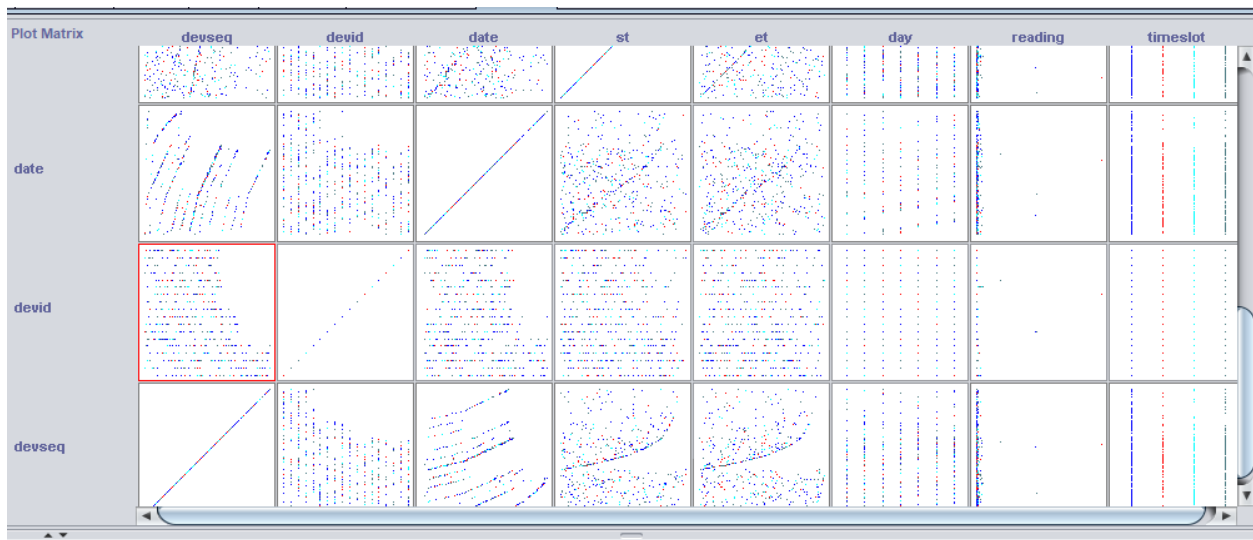 Plot Matrix devseq devid date st et day reading timeslot
date
devid
devseq